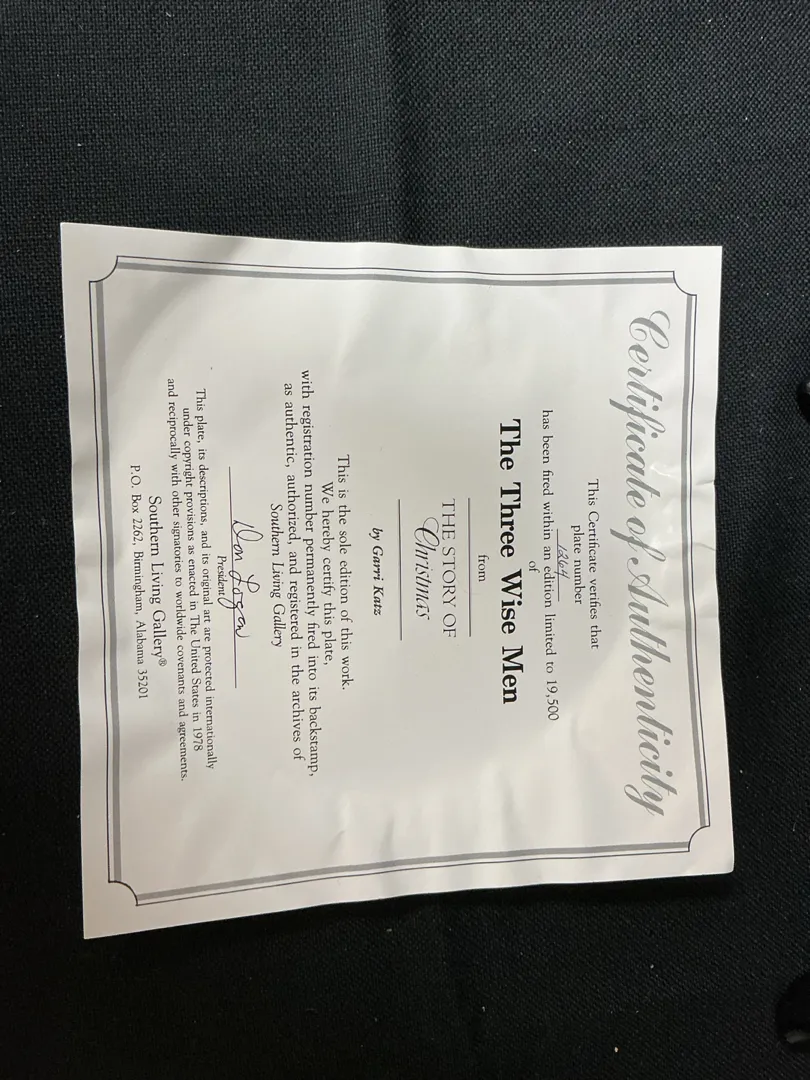 Certificate of Authenticity
This Certificate verifies that
plate number
1264
has been fired within an edition limited to 19,500
of
The Three Wise Men
from
THE STORY OF
Christmas
by Garri Katz
This is the sole edition of this work.
We hereby certify this plate,
with registration number permanently fired into its backstamp,
as authentic, authorized, and registered in the archives of
Southern Living Gallery
Don Logan
President
This plate, its descriptions, and its original art are protected internationally
under copyright provisions as enacted in The United States in 1978
and reciprocally with other signatories to worldwide covenants and agreements.
Southern Living Gallery®
P.O. Box 2262, Birmingham, Alabama 35201